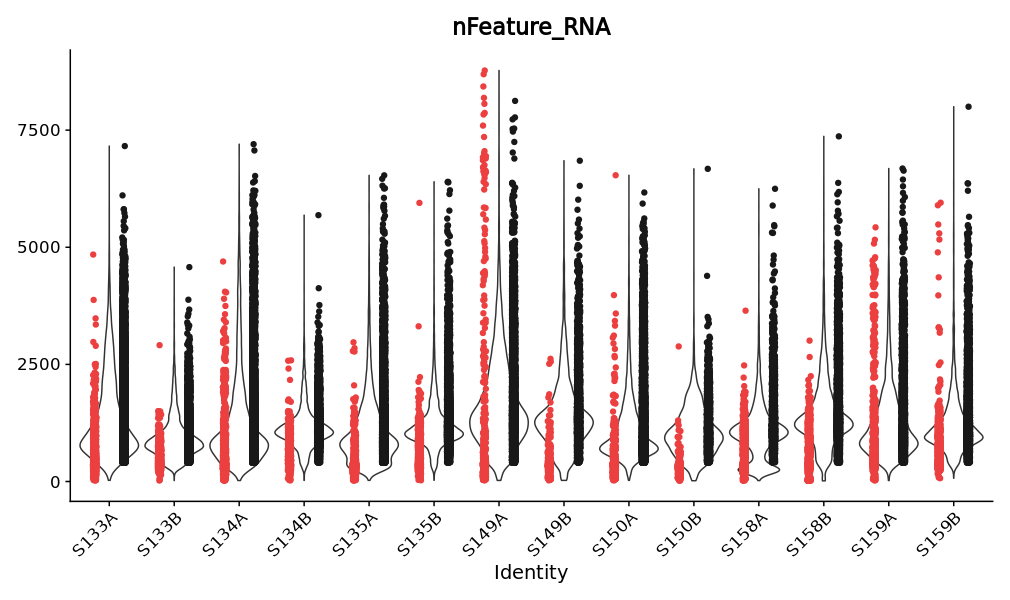 nFeature_RNA
7500
5000
2500
0
S133A
S133B
S134A
S134B
S135A
S135B
S149A
S149B
S150A
S150B
S158A
S158B
S159A
S159B
Identity